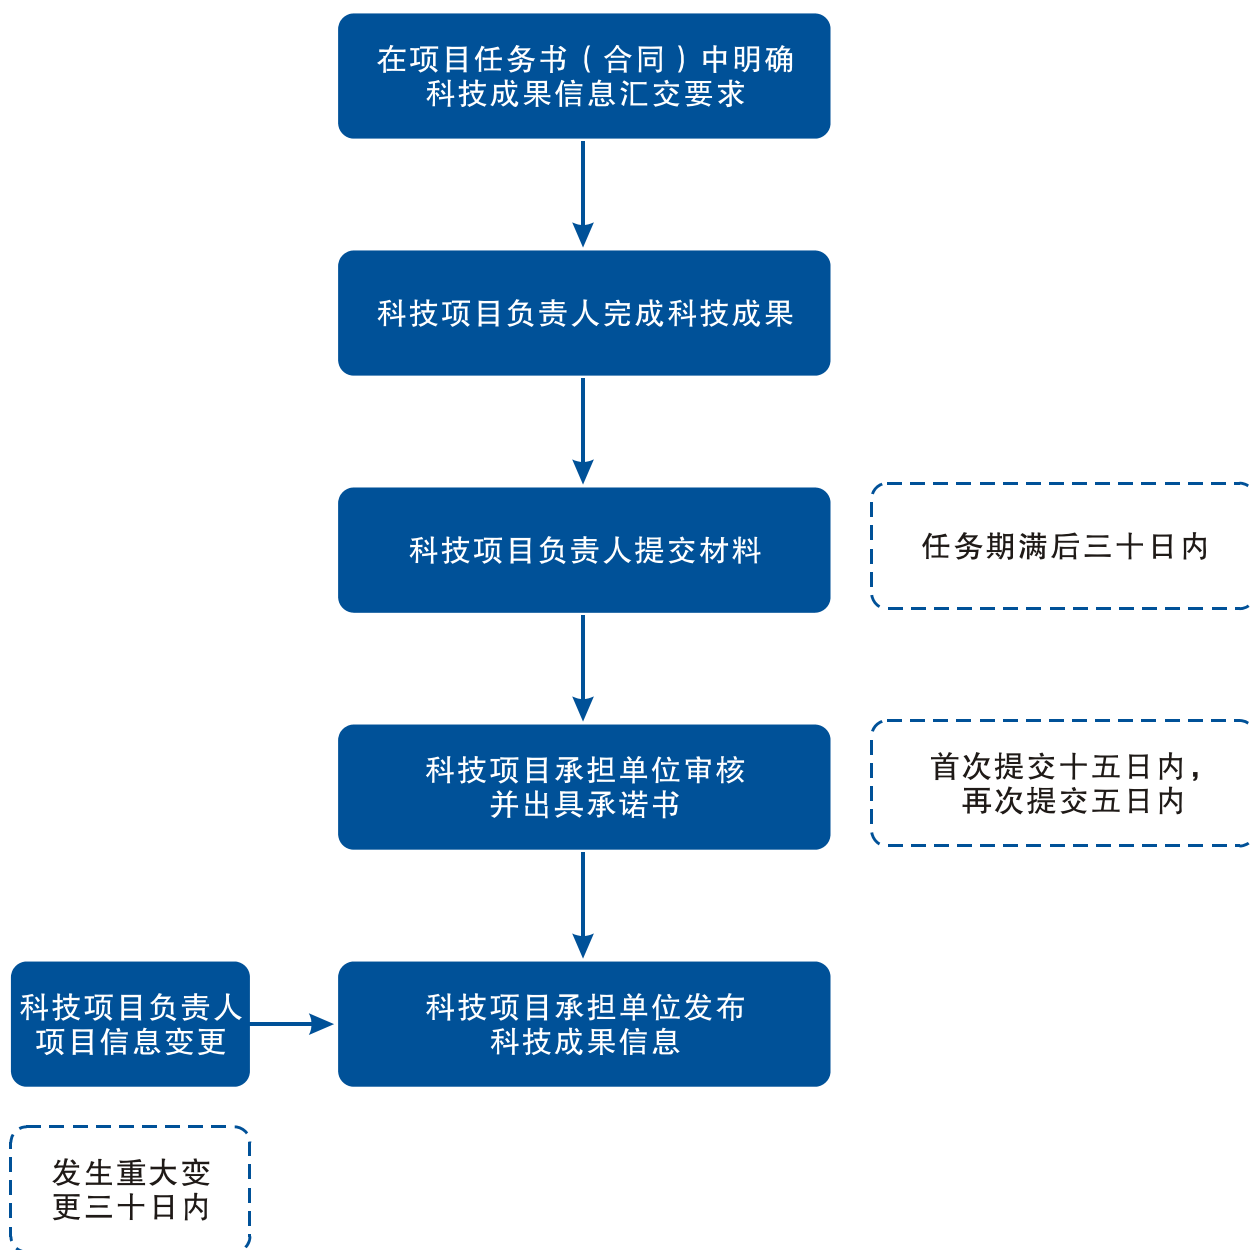 在项目任务书（合同）中明确
科技成果信息汇交要求
科技项目负责人完成科技成果
科技项目负责人提交材料
任务期满后三十日内
科技项目承担单位审核
并出具承诺书
首次提交十五日内，
再次提交五日内
科技项目负责人
项目信息变更
科技项目承担单位发布
科技成果信息
发生重大变
更三十日内